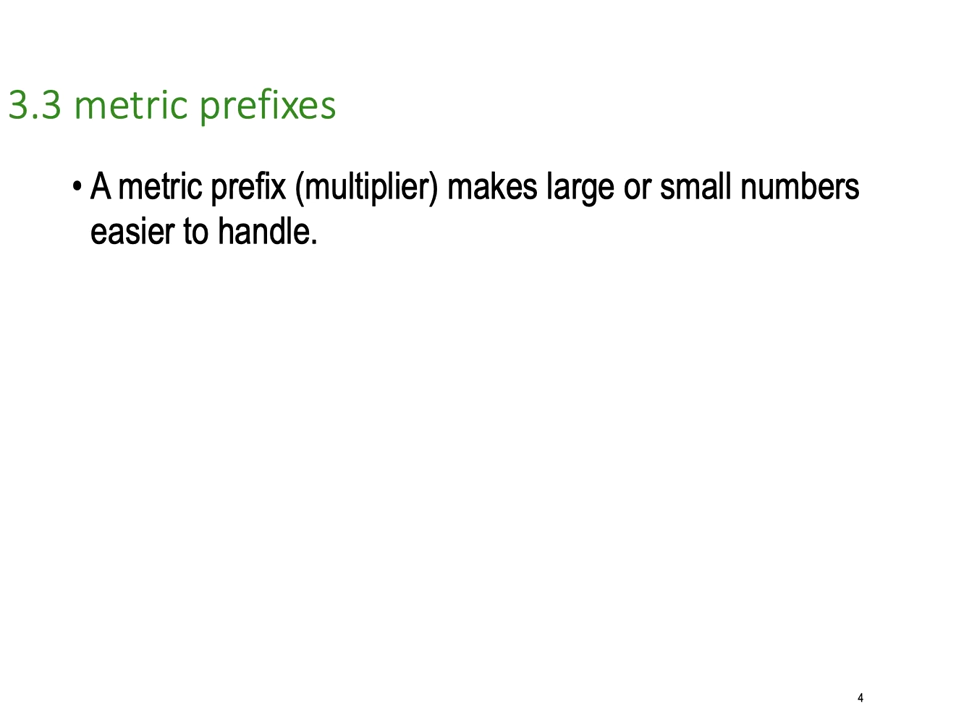 3.3 metric prefixes
• A metric prefix (multiplier) makes large or small numbers
easier to handle.
4